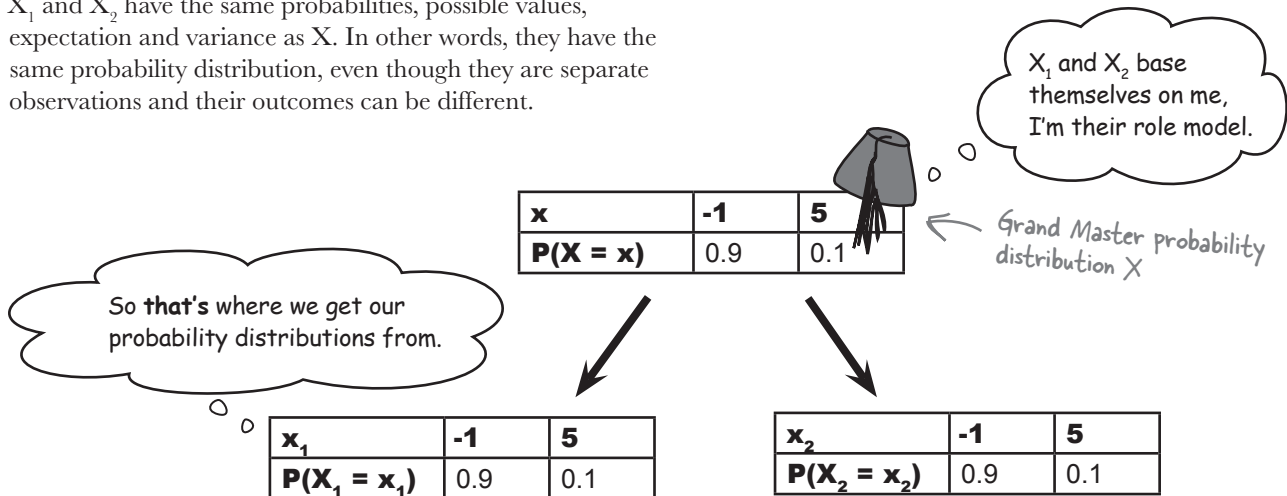 X₁ and X₂ have the same probabilities, possible values,
expectation and variance as X. In other words, they have the
same probability distribution, even though they are separate
observations and their outcomes can be different.
X₁ and X₂ base
themselves on me,
I'm their role model.
x -1 5
P(X = x) 0.9 0.1
Grand Master probability
distribution X
So that's where we get our
probability distributions from.
x₁ -1 5
P(X₁ = x₁) 0.9 0.1
x₂ -1 5
P(X₂ = x₂) 0.9 0.1